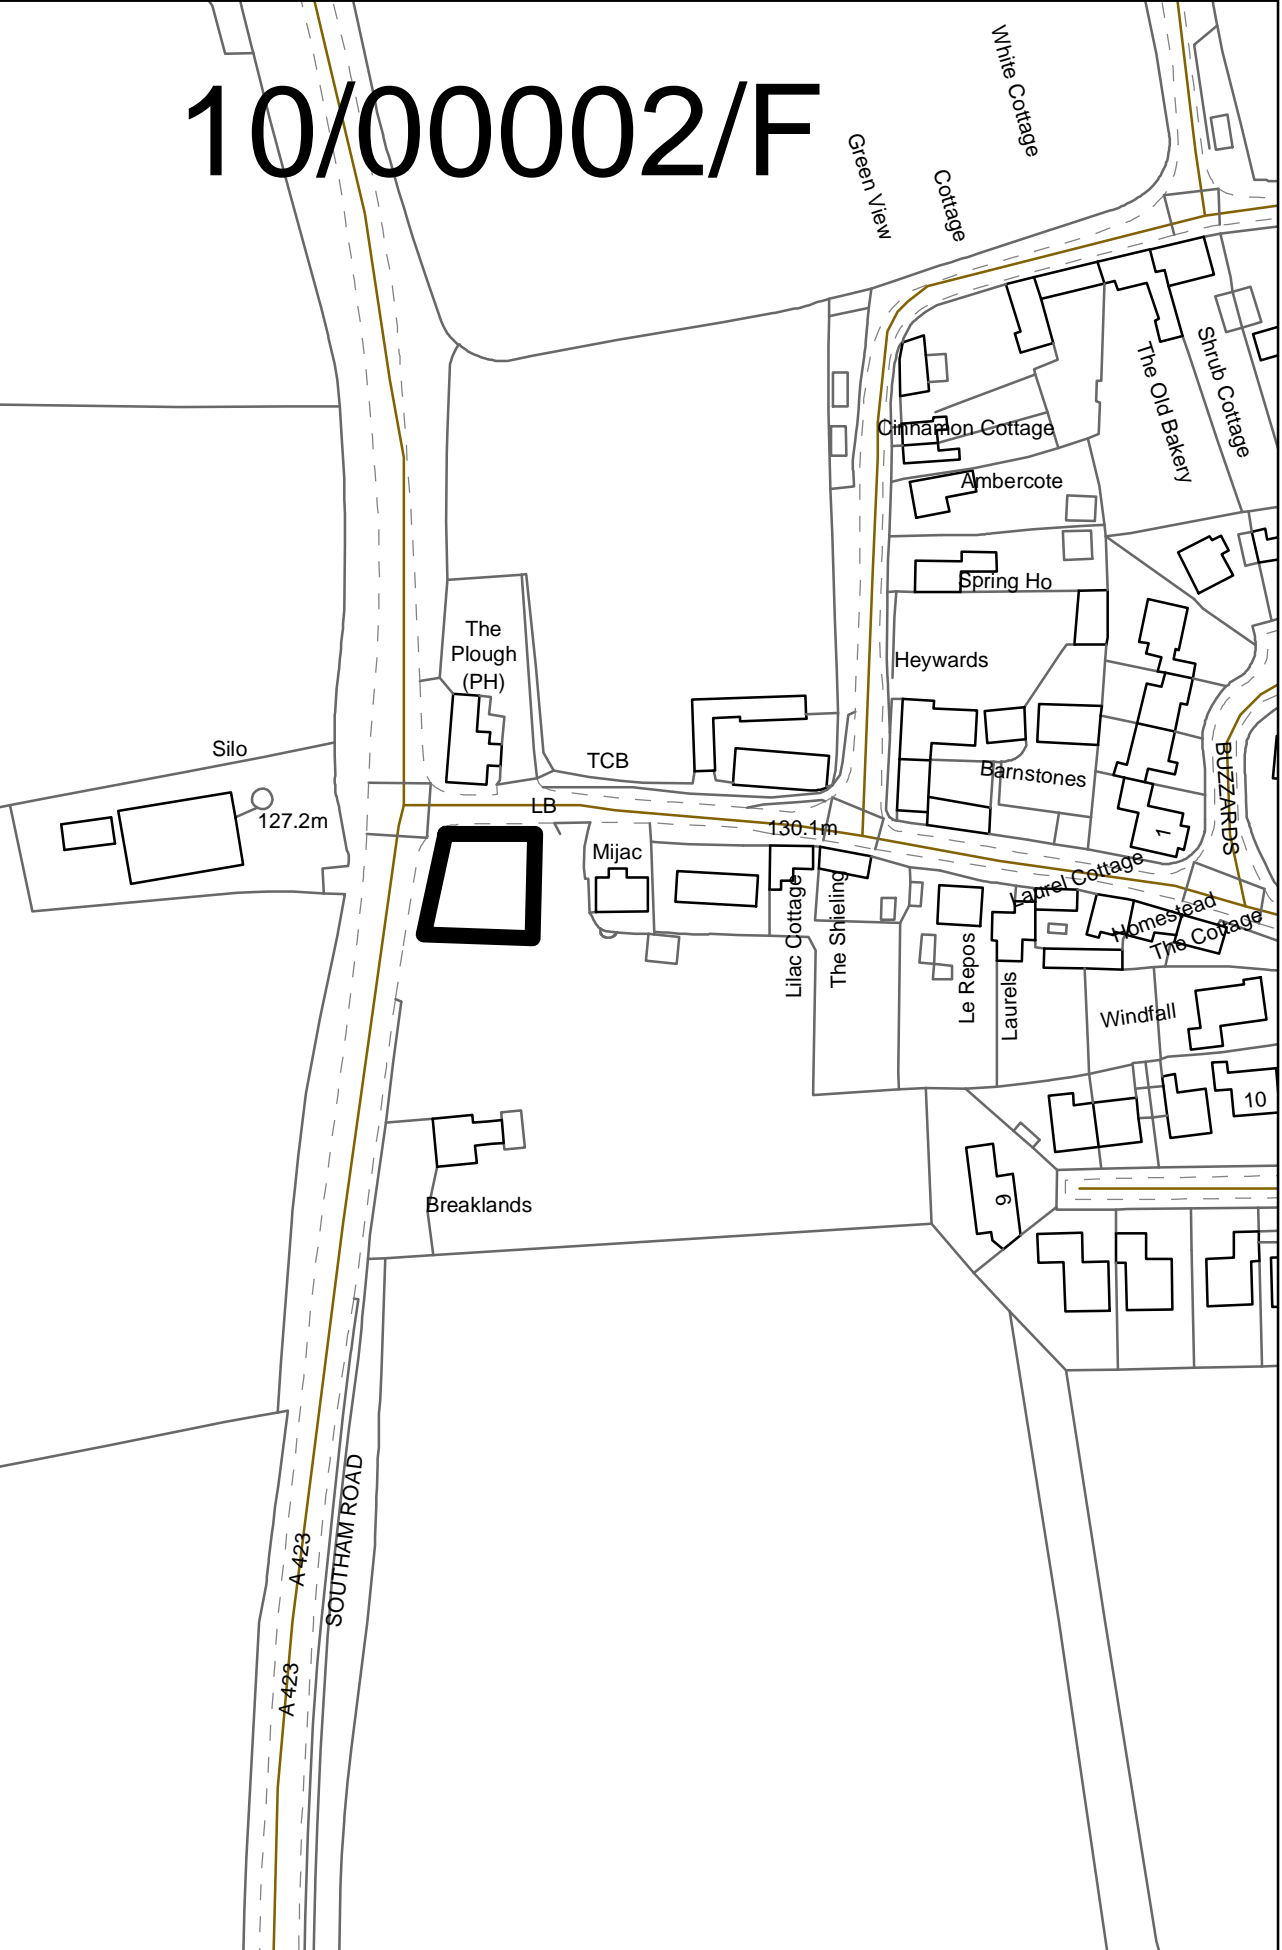 10/00002/F
White Cottage
Green View
Cottage
Cinnamon Cottage
The Old Bakery
Shrub Cottage
Ambercote
Spring Ho
The
Plough
(PH)
Heywards
Silo
TCB
Barnstones
BUZZARDS
LB
127.2m
130.1m
1
Mijac
Laurel Cottage
Lilac Cottage
The Shieling
Homestead
The Cottage
Le Repos
Laurels
Windfall
10
Breaklands
9
SOUTHAM ROAD
A 423
A 423